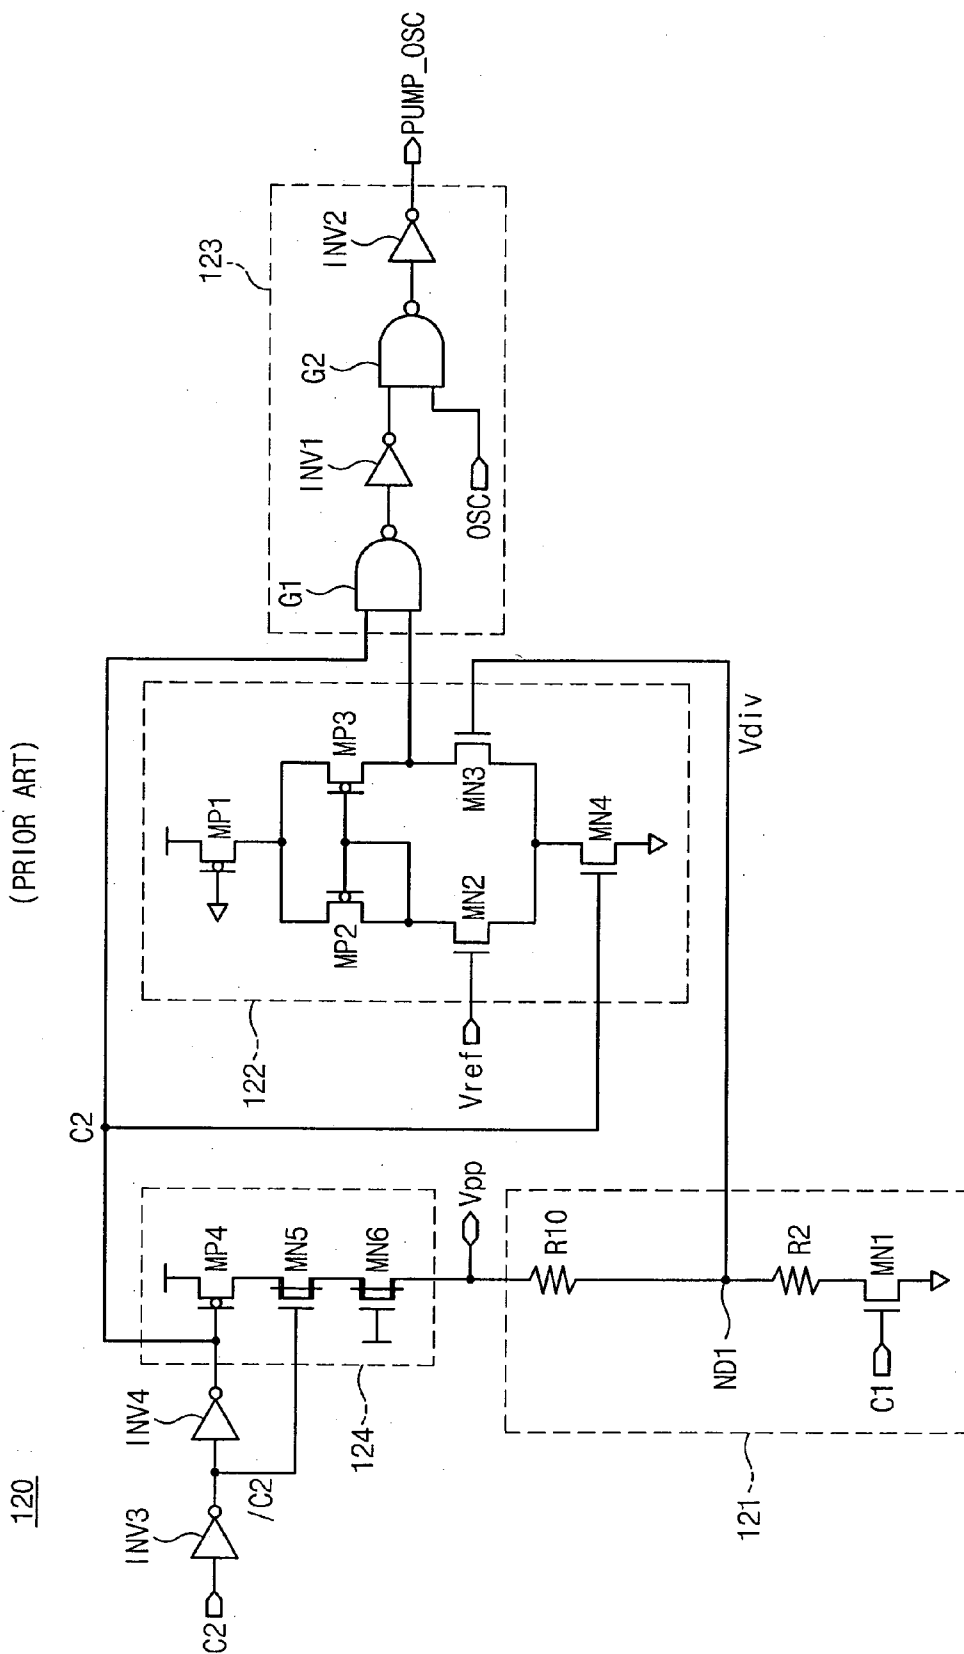 (PRIOR ART)
120
C2
INV3
/C2
INV4
C2
MP4
MN5
MN6
124
Vpp
R10
ND1
R2
MN1
C1
121
Vdiv
122
Vref
MP1
MP2
MP3
MN2
MN3
MN4
123
G1
INV1
G2
INV2
OSC
PUMP_OSC